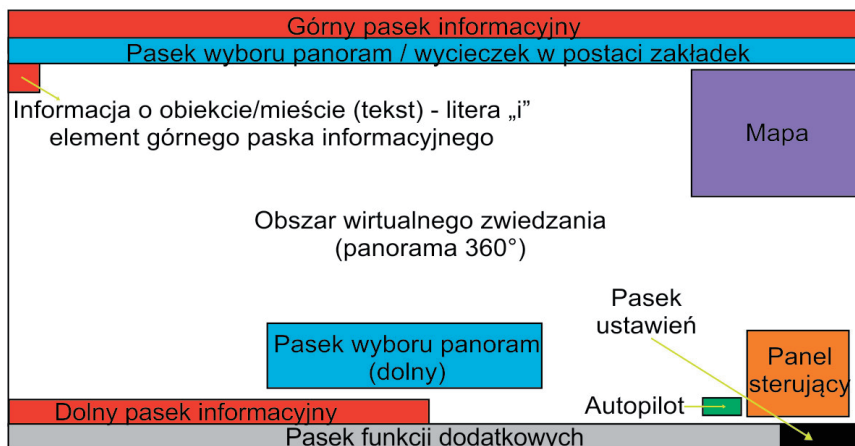 Górny pasek informacyjny
Pasek wyboru panoram / wycieczek w postaci zakładek
Informacja o obiekcie/mieście (tekst) - litera „i”
element górnego paska informacyjnego
Mapa
Obszar wirtualnego zwiedzania
(panorama 360°)
Pasek
ustawień
Pasek wyboru panoram
(dolny)
Panel
sterujący
Autopilot
Dolny pasek informacyjny
Pasek funkcji dodatkowych